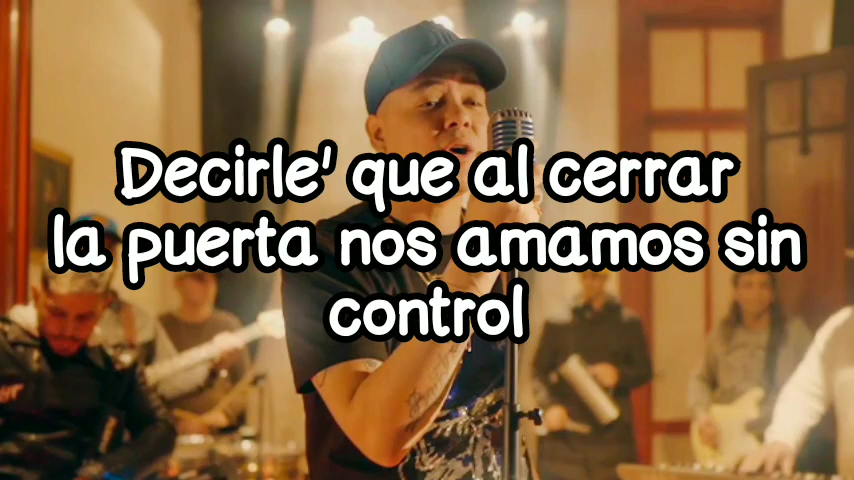 Decirle' que al cerrar
la puerta nos amamos sin
control